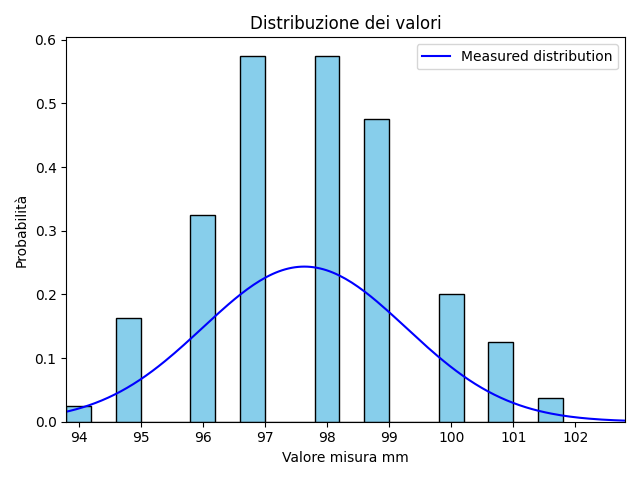 Distribuzione dei valori
Measured distribution
Probabilità
0.6
0.5
0.4
0.3
0.2
0.1
0.0
94 95 96 97 98 99 100 101 102
Valore misura mm